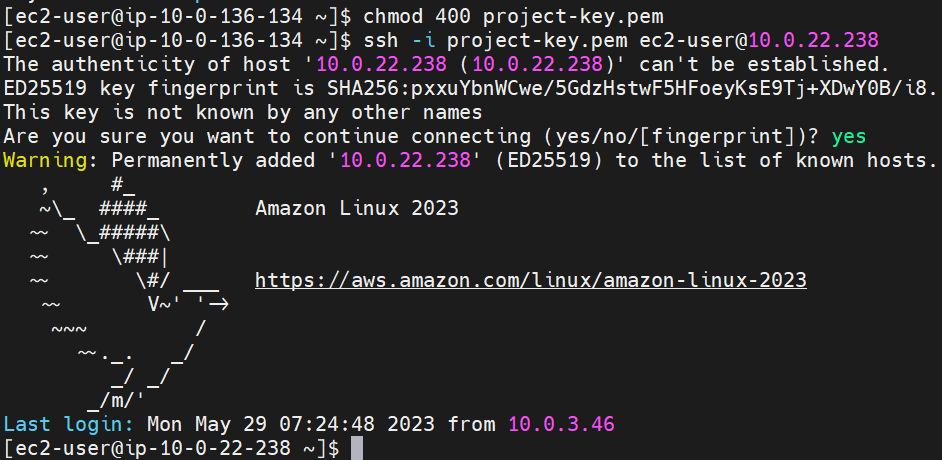 [ec2-user@ip-10-0-136-134 ~]$ chmod 400 project-key.pem
[ec2-user@ip-10-0-136-134 ~]$ ssh -i project-key.pem ec2-user@10.0.22.238
The authenticity of host '10.0.22.238 (10.0.22.238)' can't be established.
ED25519 key fingerprint is SHA256:pxxuYbnWCwe/5GdzHstwF5HFoeyKsE9Tj+XDwY0B/i8.
This key is not known by any other names
Are you sure you want to continue connecting (yes/no/[fingerprint])? yes
Warning: Permanently added '10.0.22.238' (ED25519) to the list of known hosts.
   ,     #_
   ~\_  ####_        Amazon Linux 2023
  ~~  \_#####\
  ~~     \###|
  ~~       \#/ ___   https://aws.amazon.com/linux/amazon-linux-2023
   ~~       V~' '->
    ~~~         /
      ~~._.   _/
         _/ _/
       _/m/'
Last login: Mon May 29 07:24:48 2023 from 10.0.3.46
[ec2-user@ip-10-0-22-238 ~]$